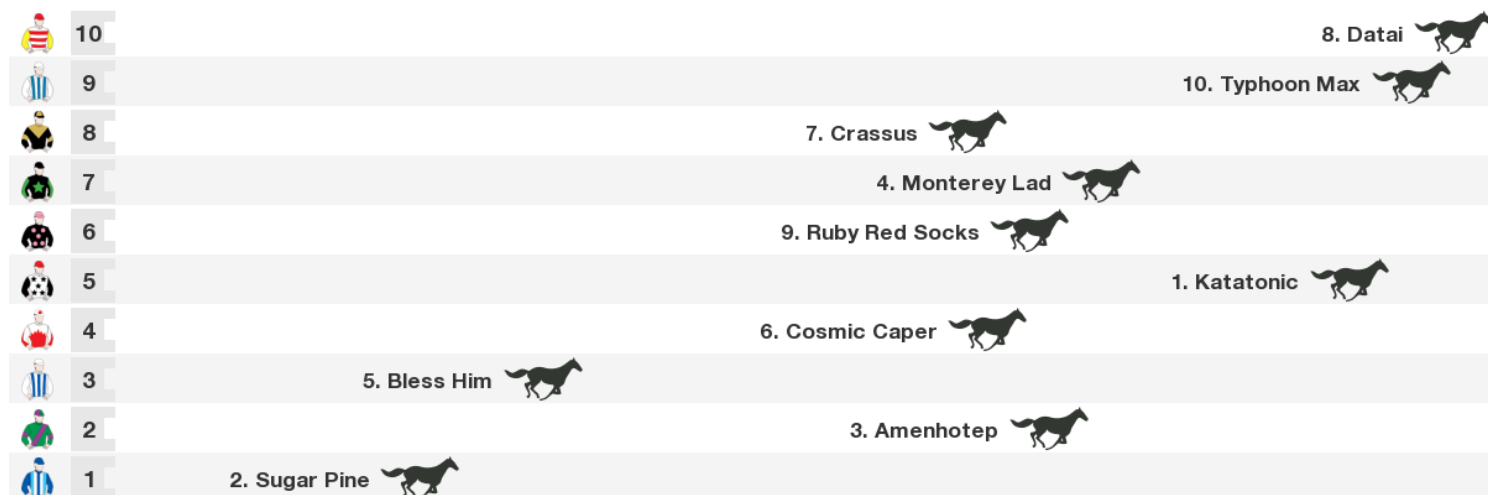 10 8. Datai
9 10. Typhoon Max
8 7. Crassus
7 4. Monterey Lad
6 9. Ruby Red Socks
5 1. Katatonic
4 6. Cosmic Caper
3 5. Bless Him
2 3. Amenhotep
1 2. Sugar Pine